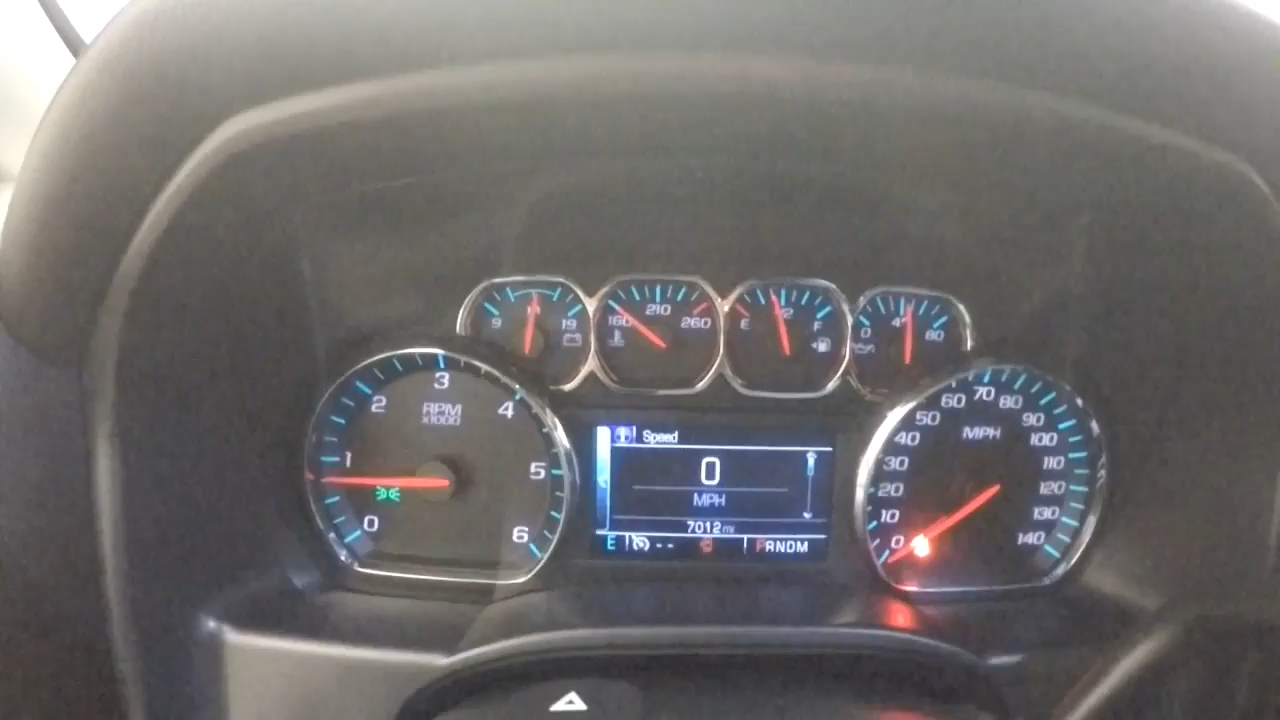 9 19
160 210 260
E F
0 80
0 1 2 3 4 5 6
RPM
x1000
Speed
0
MPH
7012 mi
E -- PRNDM
0 10 20 30 40 50 60 70 80 90 100 110 120 130 140
MPH